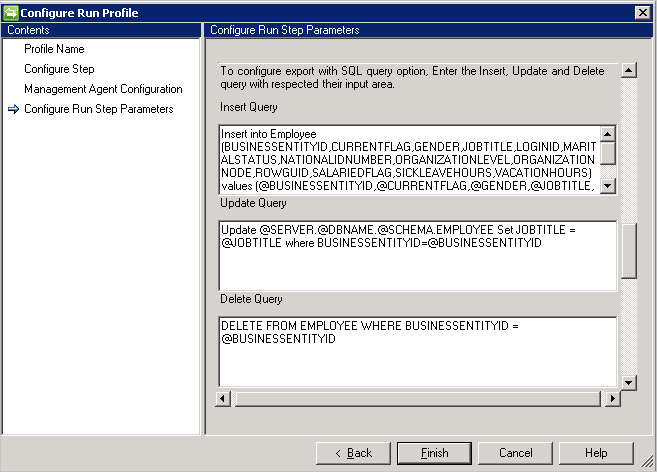 Configure Run Profile
Contents
Profile Name
Configure Step
Management Agent Configuration
Configure Run Step Parameters
Configure Run Step Parameters
To configure export with SQL query option, Enter the Insert, Update and Delete
query with respected their input area.
Insert Query
Insert into Employee
(BUSINESSENTITYID,CURRENTFLAG,GENDER,JOBTITLE,LOGINID,MARIT
ALSTATUS,NATIONALIDNUMBER,ORGANIZATIONLEVEL,ORGANIZATION
NODE,ROWGUID,SALARIEDFLAG,SICKLEAVEHOURS,VACATIONHOURS)
values (@BUSINESSENTITYID,@CURRENTFLAG,@GENDER,@JOBTITLE,
Update Query
Update @SERVER.@DBNAME.@SCHEMA.EMPLOYEE Set JOBTITLE =
@JOBTITLE where BUSINESSENTITYID=@BUSINESSENTITYID
Delete Query
DELETE FROM EMPLOYEE WHERE BUSINESSENTITYID =
@BUSINESSENTITYID
< Back
Finish
Cancel
Help